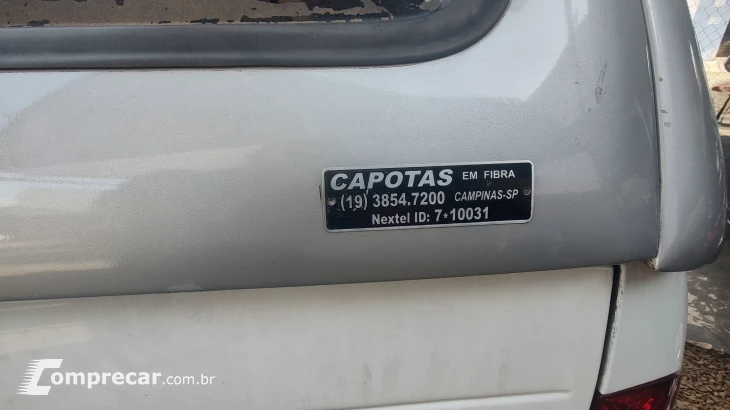 CAPOTAS EM FIBRA
(19) 3854.7200 CAMPINAS-SP
Nextel ID: 7*10031
Comprecar.com.br